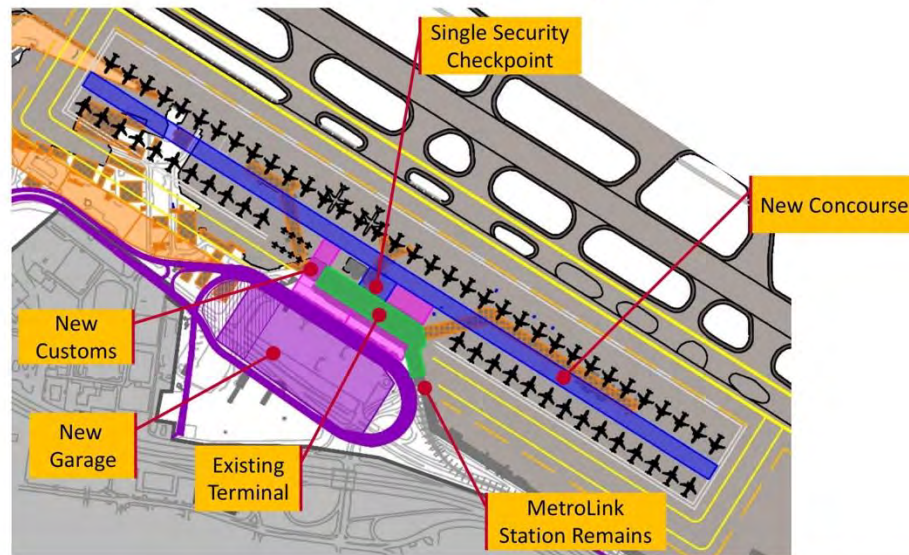 Single Security
Checkpoint
New Concourse
New
Customs
New
Garage
Existing
Terminal
MetroLink
Station Remains